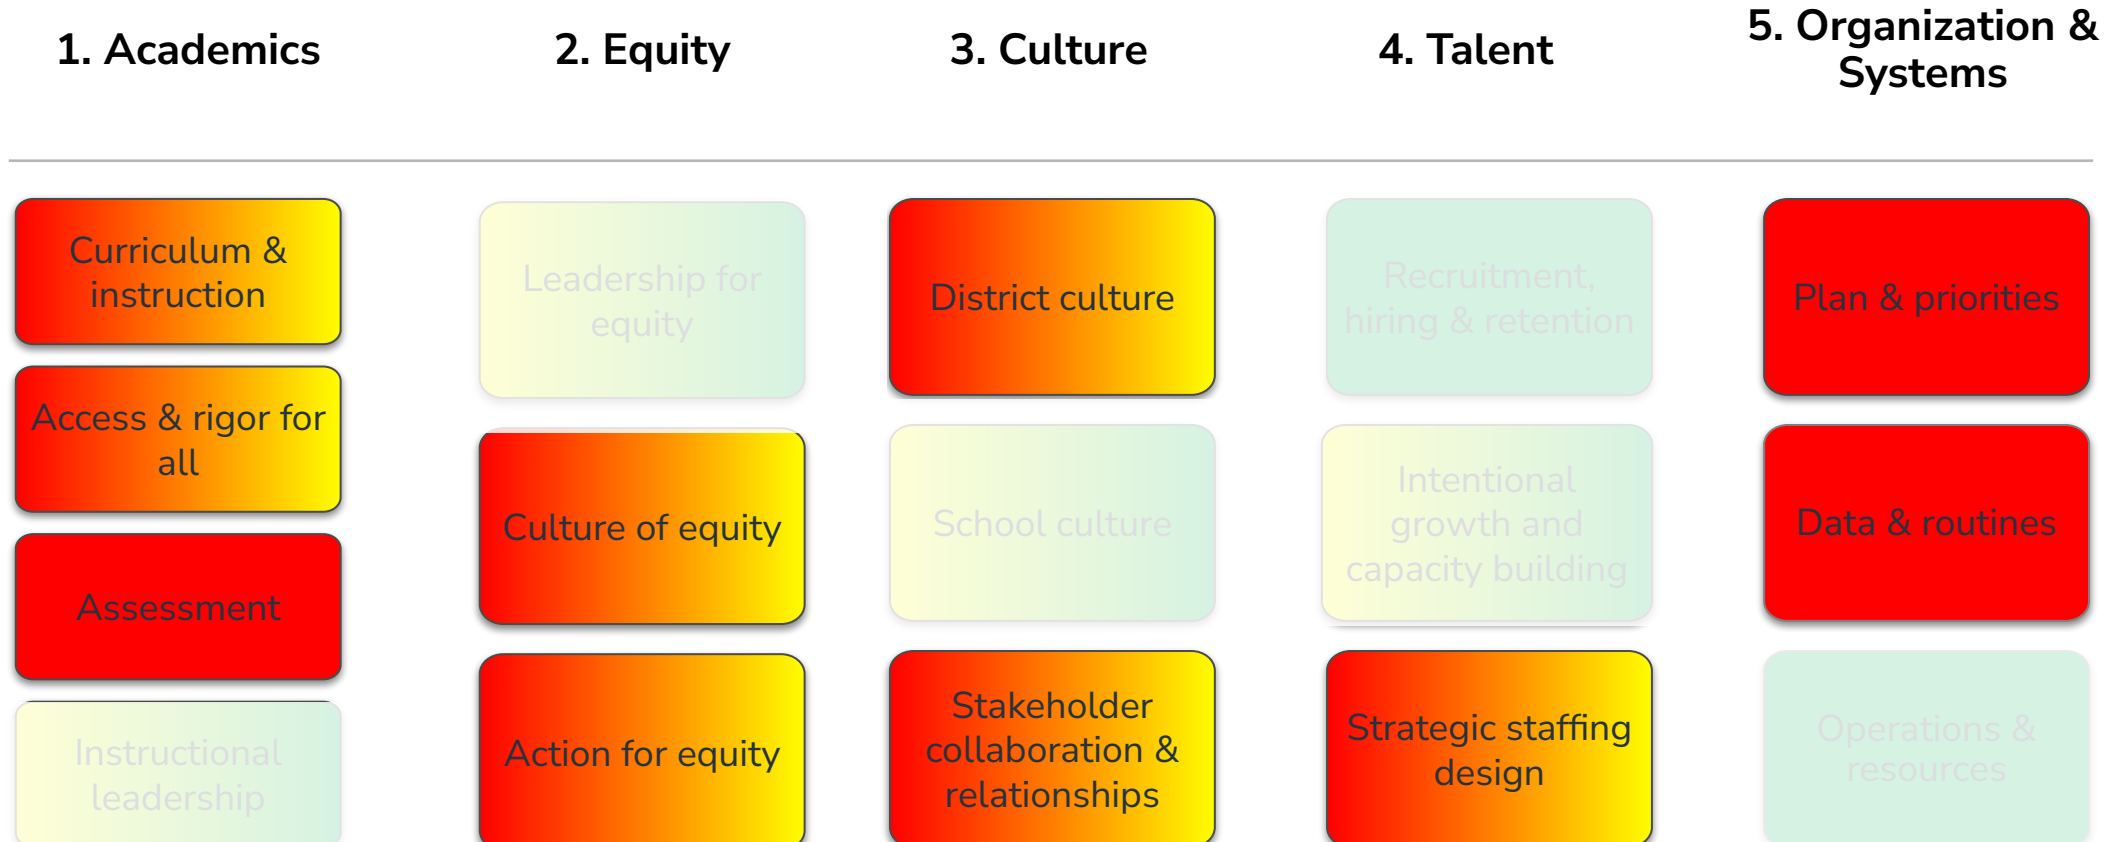 1. Academics
2. Equity
3. Culture
4. Talent
5. Organization &
Systems
Curriculum &
instruction
Access & rigor for
all
Assessment
Instructional
leadership
Leadership for
equity
Culture of equity
Action for equity
District culture
School culture
Stakeholder
collaboration &
relationships
Recruitment,
hiring & retention
Intentional
growth and
capacity building
Strategic staffing
design
Plan & priorities
Data & routines
Operations &
resources